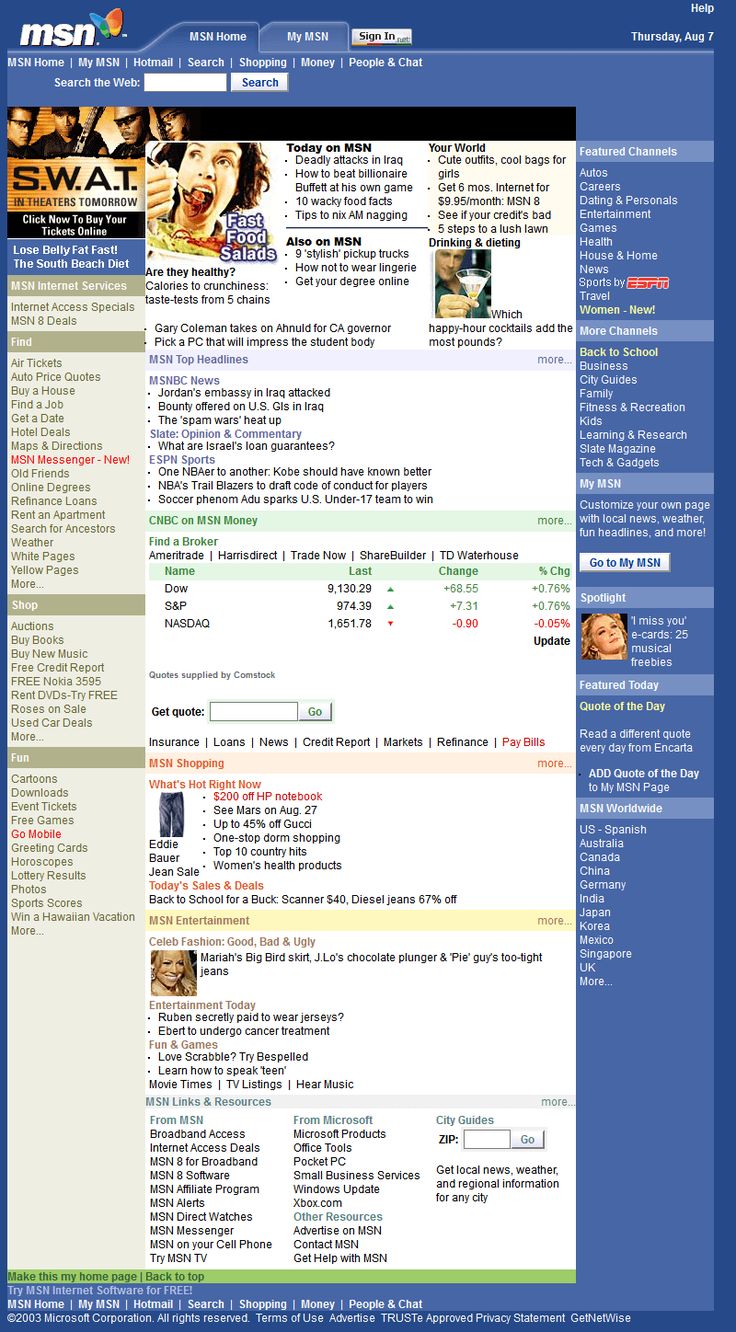 Help
msn
MSN Home
My MSN
Sign In .net
Thursday, Aug 7
MSN Home | My MSN | Hotmail | Search | Shopping | Money | People & Chat
Search the Web:
Search
S.W.A.T.
IN THEATERS TOMORROW
Click Now To Buy Your
Tickets Online
Lose Belly Fat Fast!
The South Beach Diet
MSN Internet Services
Internet Access Specials
MSN 8 Deals
Find
Air Tickets
Auto Price Quotes
Buy a House
Find a Job
Get a Date
Hotel Deals
Maps & Directions
MSN Messenger - New!
Old Friends
Online Degrees
Refinance Loans
Rent an Apartment
Search for Ancestors
Weather
White Pages
Yellow Pages
More...
Shop
Auctions
Buy Books
Buy New Music
Free Credit Report
FREE Nokia 3595
Rent DVDs-Try FREE
Roses on Sale
Used Car Deals
More...
Fun
Cartoons
Downloads
Event Tickets
Free Games
Go Mobile
Greeting Cards
Horoscopes
Lottery Results
Photos
Sports Scores
Win a Hawaiian Vacation
More...
Fast
Food
Salads
Are they healthy?
Calories to crunchiness:
taste-tests from 5 chains
Today on MSN
Deadly attacks in Iraq
How to beat billionaire
Buffett at his own game
10 wacky food facts
Tips to nix AM nagging
Also on MSN
9 'stylish' pickup trucks
How not to wear lingerie
Get your degree online
Your World
Cute outfits, cool bags for
girls
Get 6 mos. Internet for
$9.95/month: MSN 8
See if your credit's bad
5 steps to a lush lawn
Drinking & dieting
Which
happy-hour cocktails add the
most pounds?
Gary Coleman takes on Ahnuld for CA governor
Pick a PC that will impress the student body
MSN Top Headlines
more...
MSNBC News
Jordan's embassy in Iraq attacked
Bounty offered on U.S. GIs in Iraq
The 'spam wars' heat up
Slate: Opinion & Commentary
What are Israel's loan guarantees?
ESPN Sports
One NBAer to another: Kobe should have known better
NBA's Trail Blazers to draft code of conduct for players
Soccer phenom Adu sparks U.S. Under-17 team to win
CNBC on MSN Money
more...
Find a Broker
Ameritrade | Harrisdirect | Trade Now | ShareBuilder | TD Waterhouse
Name Last Change % Chg
Dow 9,130.29 +68.55 +0.76%
S&P 974.39 +7.31 +0.76%
NASDAQ 1,651.78 -0.90 -0.05%
Update
Quotes supplied by Comstock
Get quote:
Go
Insurance | Loans | News | Credit Report | Markets | Refinance | Pay Bills
MSN Shopping
more...
What's Hot Right Now
Eddie
Bauer
Jean Sale
$200 off HP notebook
See Mars on Aug. 27
Up to 45% off Gucci
One-stop dorm shopping
Top 10 country hits
Women's health products
Today's Sales & Deals
Back to School for a Buck: Scanner $40, Diesel jeans 67% off
MSN Entertainment
more...
Celeb Fashion: Good, Bad & Ugly
Mariah's Big Bird skirt, J.Lo's chocolate plunger & 'Pie' guy's too-tight
jeans
Entertainment Today
Ruben secretly paid to wear jerseys?
Ebert to undergo cancer treatment
Fun & Games
Love Scrabble? Try Bespelled
Learn how to speak 'teen'
Movie Times | TV Listings | Hear Music
MSN Links & Resources
more...
From MSN
Broadband Access
Internet Access Deals
MSN 8 for Broadband
MSN 8 Software
MSN Affiliate Program
MSN Alerts
MSN Direct Watches
MSN Messenger
MSN on your Cell Phone
Try MSN TV
From Microsoft
Microsoft Products
Office Tools
Pocket PC
Small Business Services
Windows Update
Xbox.com
Other Resources
Advertise on MSN
Contact MSN
Get Help with MSN
City Guides
ZIP:
Go
Get local news, weather,
and regional information
for any city
Featured Channels
Autos
Careers
Dating & Personals
Entertainment
Games
Health
House & Home
News
Sports by ESPN
Travel
Women - New!
More Channels
Back to School
Business
City Guides
Family
Fitness & Recreation
Kids
Learning & Research
Slate Magazine
Tech & Gadgets
My MSN
Customize your own page
with local news, weather,
fun headlines, and more!
Go to My MSN
Spotlight
'I miss you'
e-cards: 25
musical
freebies
Featured Today
Quote of the Day
Read a different quote
every day from Encarta
ADD Quote of the Day
to My MSN Page
MSN Worldwide
US - Spanish
Australia
Canada
China
Germany
India
Japan
Korea
Mexico
Singapore
UK
More...
Make this my home page | Back to top
Try MSN Internet Software for FREE!
MSN Home | My MSN | Hotmail | Search | Shopping | Money | People & Chat
©2003 Microsoft Corporation. All rights reserved. Terms of Use Advertise TRUSTe Approved Privacy Statement GetNetWise